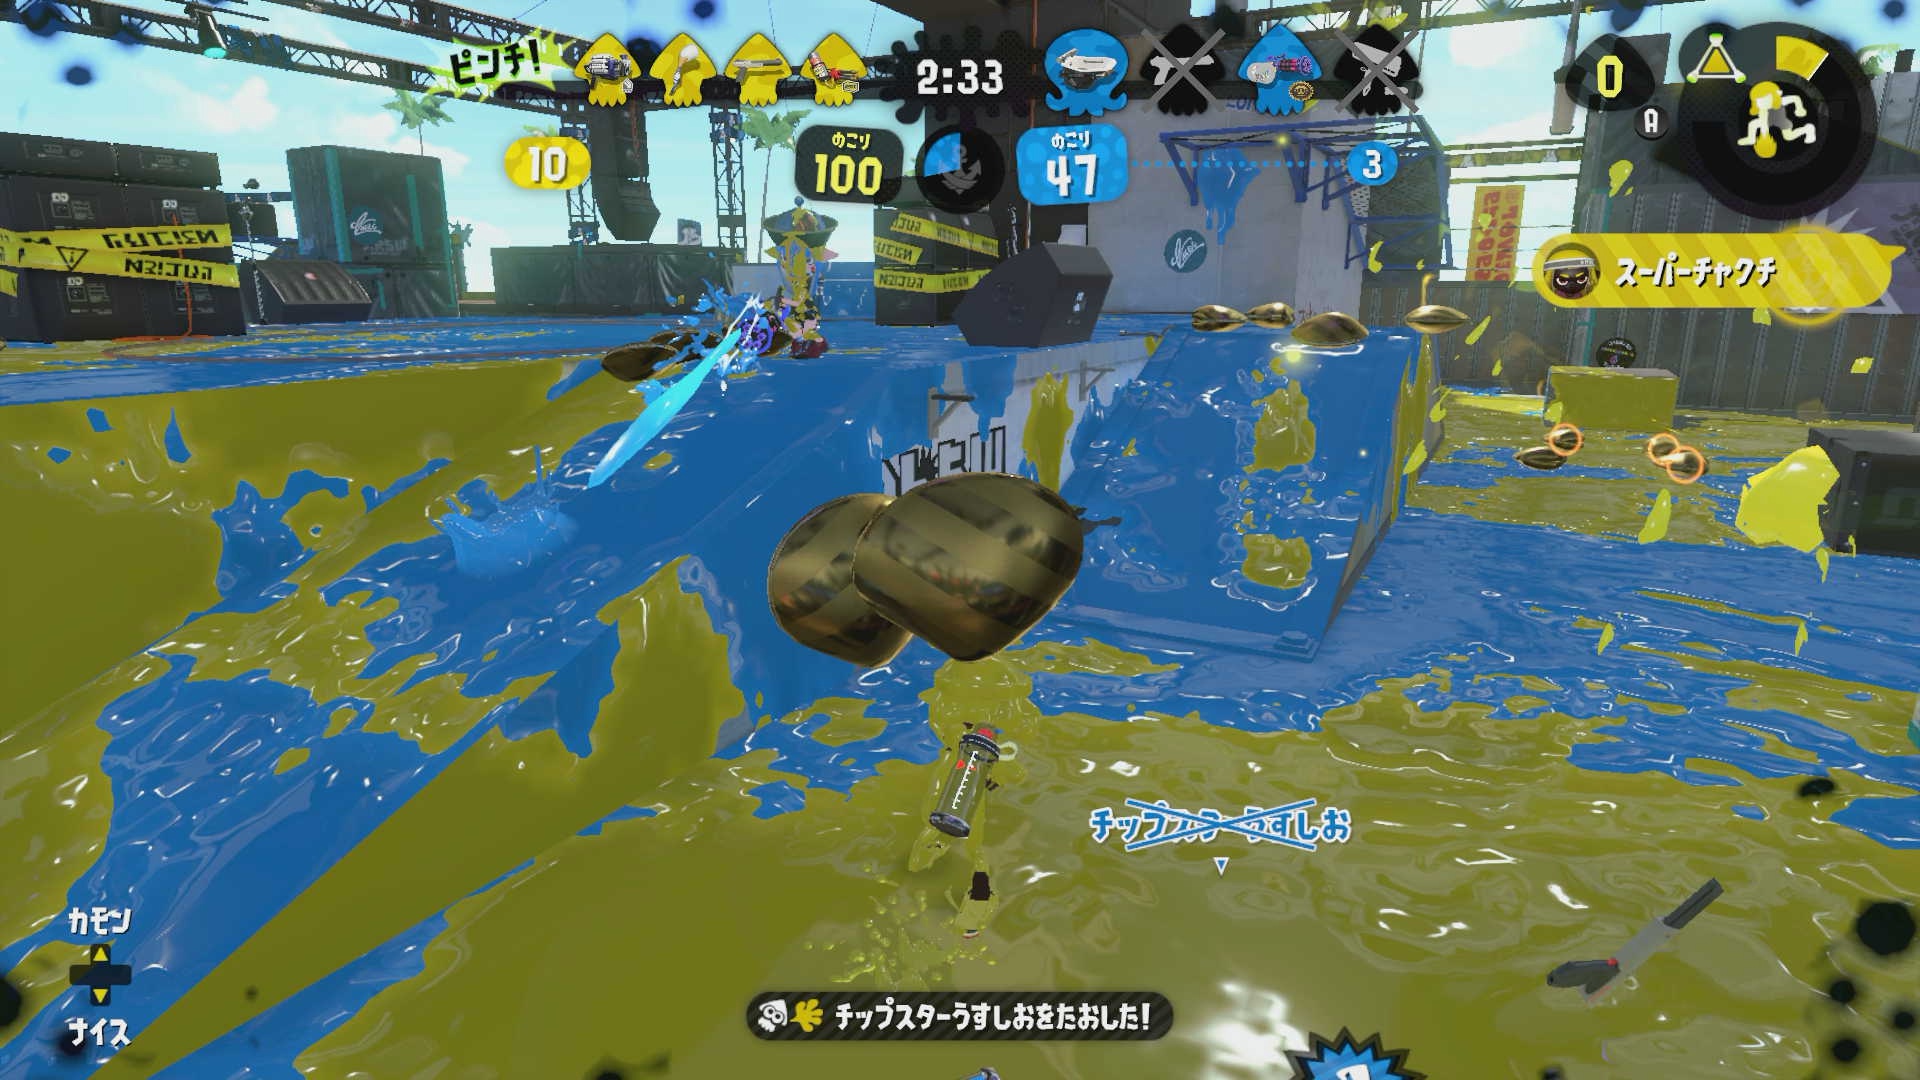 ピンチ!
2:33
0
A
10
のこり
100
のこり
47
3
スーパーチャクチ
チップスターうすしお
カモン
ナイス
チップスターうすしおをたおした!